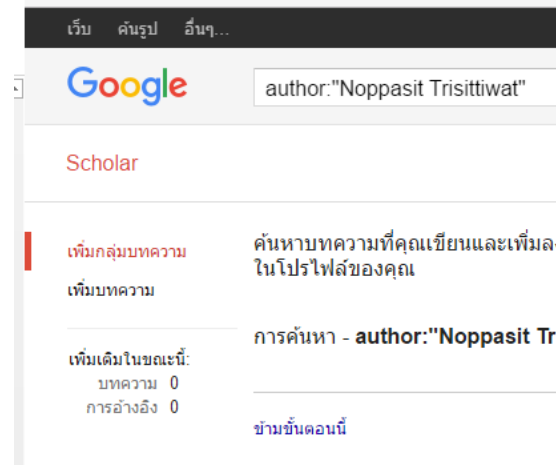 เว็บ ค้นรูป อื่นๆ...
Google
author:"Noppasit Trisittiwat"
Scholar
เพิ่มกลุ่มบทความ
เพิ่มบทความ
เพิ่มเติมในขณะนี้:
บทความ 0
การอ้างอิง 0
ค้นหาบทความที่คุณเขียนและเพิ่มล
ในโปรไฟล์ของคุณ
การค้นหา - author:"Noppasit Tr
ข้ามขั้นตอนนี้